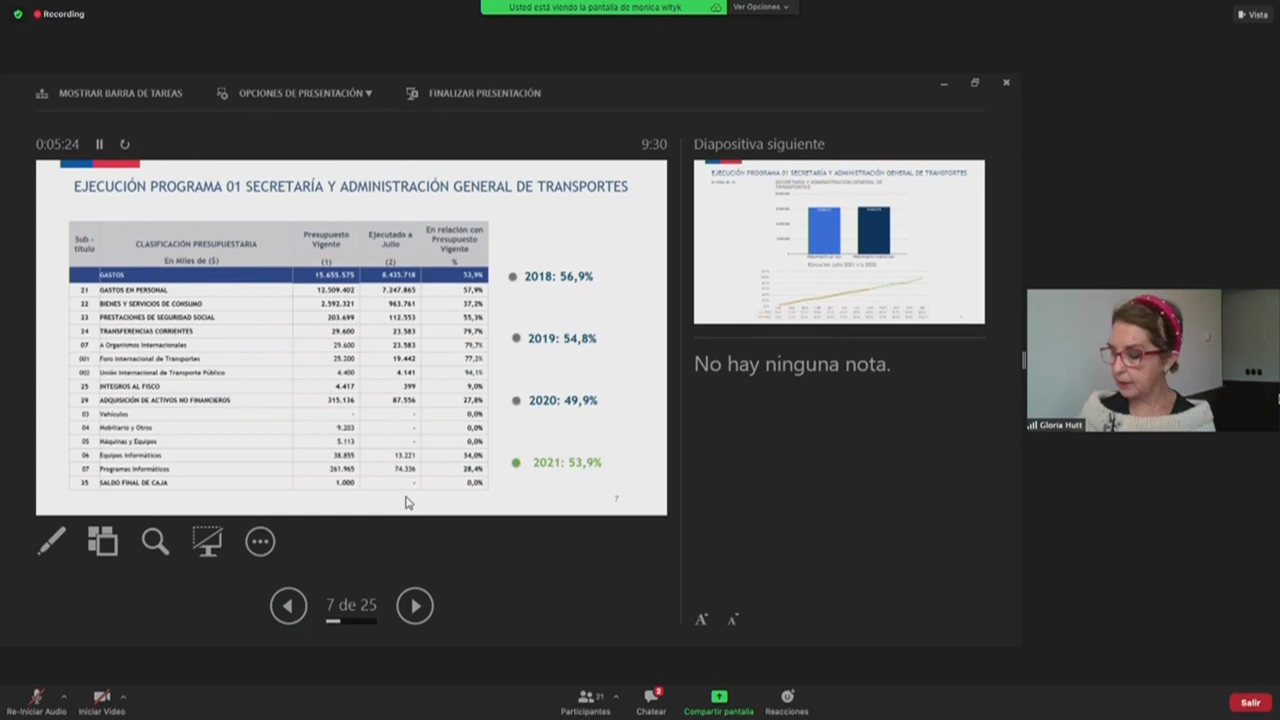 Recording
Usted está viendo la pantalla de monica wityk
Ver Opciones
Vista
MOSTRAR BARRA DE TAREAS
OPCIONES DE PRESENTACIÓN
FINALIZAR PRESENTACIÓN
0:05:24
9:30
EJECUCIÓN PROGRAMA 01 SECRETARÍA Y ADMINISTRACIÓN GENERAL DE TRANSPORTES
Sub-título CLASIFICACIÓN PRESUPUESTARIA En Miles de ($) Presupuesto Vigente (1) Ejecutado a Julio (2) En relación con Presupuesto Vigente %
GASTOS 15.655.575 8.435.718 53,9%
21 GASTOS EN PERSONAL 12.509.402 7.247.865 57,9%
22 BIENES Y SERVICIOS DE CONSUMO 2.592.321 963.761 37,2%
23 PRESTACIONES DE SEGURIDAD SOCIAL 203.699 112.553 55,3%
24 TRANSFERENCIAS CORRIENTES 29.600 23.583 79,7%
07 A Organismos Internacionales 29.600 23.583 79,7%
001 Foro Internacional de Transportes 25.200 19.442 77,2%
002 Unión Internacional de Transporte Público 4.400 4.141 94,1%
25 INTEGROS AL FISCO 4.417 399 9,0%
29 ADQUISICIÓN DE ACTIVOS NO FINANCIEROS 315.136 87.556 27,8%
03 Vehículos - - 0,0%
04 Mobiliario y Otros 9.203 - 0,0%
05 Máquinas y Equipos 5.113 - 0,0%
06 Equipos Informáticos 38.855 13.221 34,0%
07 Programas Informáticos 261.965 74.336 28,4%
35 SALDO FINAL DE CAJA 1.000 - 0,0%
2018: 56,9%
2019: 54,8%
2020: 49,9%
2021: 53,9%
7
Diapositiva siguiente
EJECUCIÓN PROGRAMA 01 SECRETARÍA Y ADMINISTRACIÓN GENERAL DE TRANSPORTES
SECRETARÍA Y ADMINISTRACIÓN GENERAL DE TRANSPORTES
No hay ninguna nota.
A A
7 de 25
Gloria Hutt
Re-Iniciar Audio
Iniciar Video
21
Participantes
2
Chatear
Compartir pantalla
Reacciones
Salir